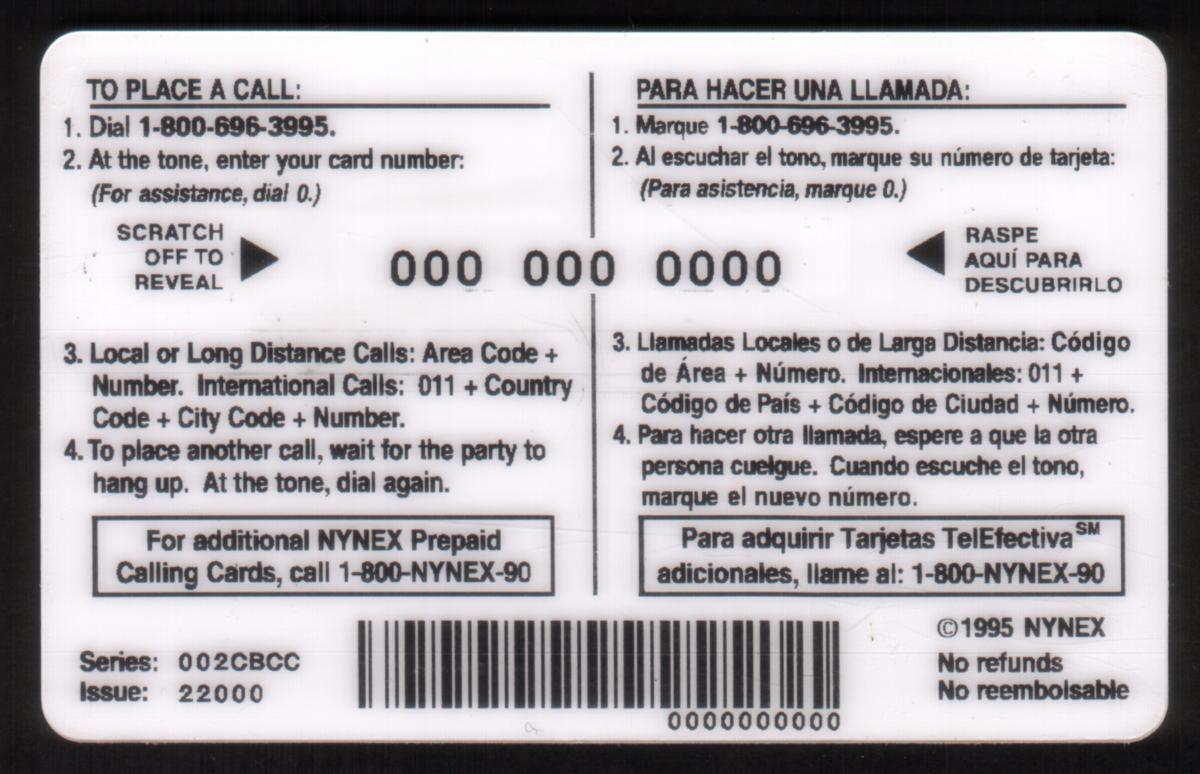 TO PLACE A CALL:
1. Dial 1-800-696-3995.
2. At the tone, enter your card number:
(For assistance, dial 0.)
SCRATCH
OFF TO
REVEAL
PARA HACER UNA LLAMADA:
1. Marque 1-800-696-3995.
2. Al escuchar el tono, marque su número de tarjeta:
(Para asistencia, marque 0.)
000 000 0000
RASPE
AQUÍ PARA
DESCUBRIRLO
3. Local or Long Distance Calls: Area Code +
Number. International Calls: 011 + Country
Code + City Code + Number.
4. To place another call, wait for the party to
hang up. At the tone, dial again.
For additional NYNEX Prepaid
Calling Cards, call 1-800-NYNEX-90
3. Llamadas Locales o de Larga Distancia: Código
de Área + Número. Internacionales: 011 +
Código de País + Código de Ciudad + Número.
4. Para hacer otra llamada, espere a que la otra
persona cuelgue. Cuando escuche el tono,
marque el nuevo número.
Para adquirir Tarjetas TelEfectiva℠
adicionales, llame al: 1-800-NYNEX-90
Series: 002CBCC
Issue: 22000
0000000000
©1995 NYNEX
No refunds
No reembolsable